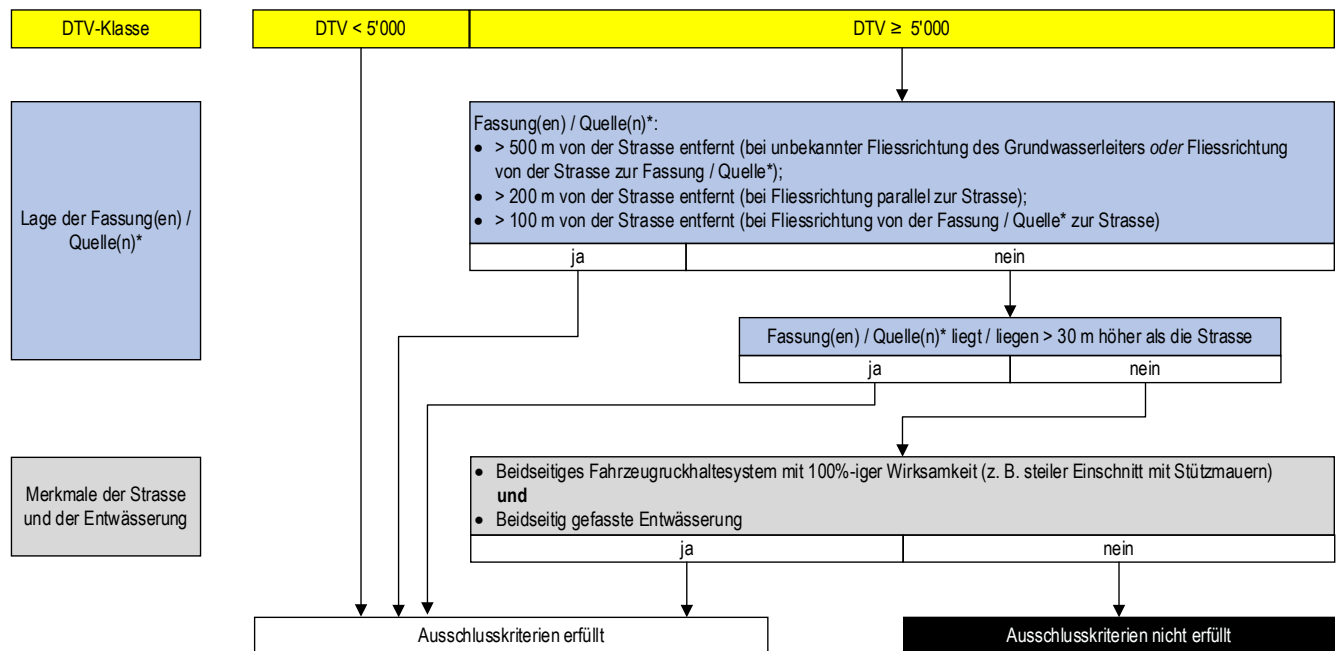 DTV-Klasse
DTV < 5'000
DTV ≥ 5'000
Fassung(en) / Quelle(n)*:
• > 500 m von der Strasse entfernt (bei unbekannter Fliessrichtung des Grundwasserleiters oder Fliessrichtung
von der Strasse zur Fassung / Quelle*);
• > 200 m von der Strasse entfernt (bei Fliessrichtung parallel zur Strasse);
• > 100 m von der Strasse entfernt (bei Fliessrichtung von der Fassung / Quelle* zur Strasse)
Lage der Fassung(en) /
Quelle(n)*
ja
nein
Fassung(en) / Quelle(n)* liegt / liegen > 30 m höher als die Strasse
ja
nein
Merkmale der Strasse
und der Entwässerung
• Beidseitiges Fahrzeugruckhaltesystem mit 100%-iger Wirksamkeit (z. B. steiler Einschnitt mit Stützmauern)
und
• Beidseitig gefasste Entwässerung
ja
nein
Ausschlusskriterien erfüllt
Ausschlusskriterien nicht erfüllt